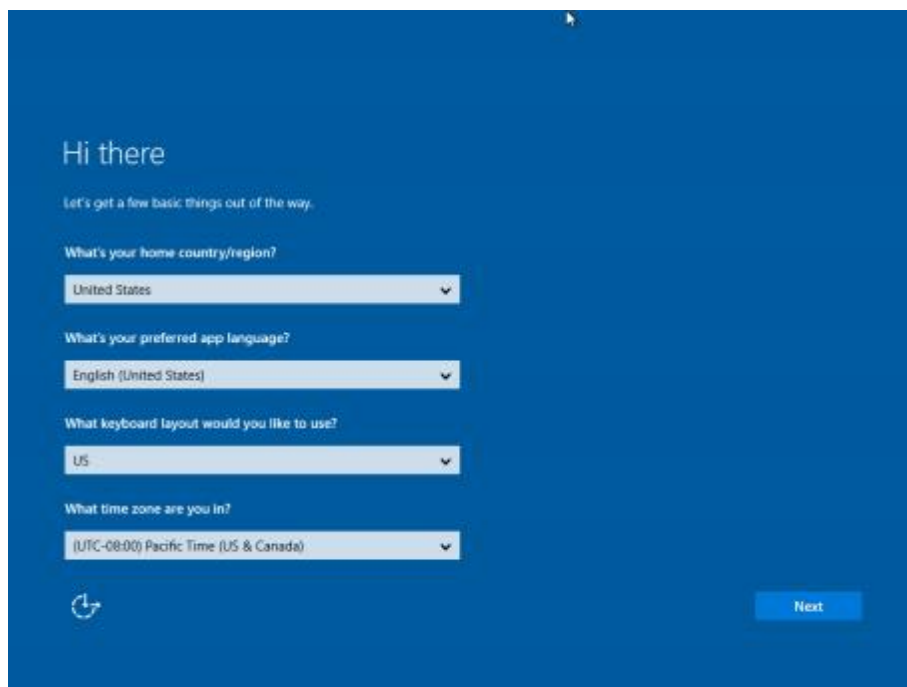 Hi there
Let's get a few basic things out of the way.
What's your home country/region?
United States
What's your preferred app language?
English (United States)
What keyboard layout would you like to use?
US
What time zone are you in?
(UTC-08:00) Pacific Time (US & Canada)
Next